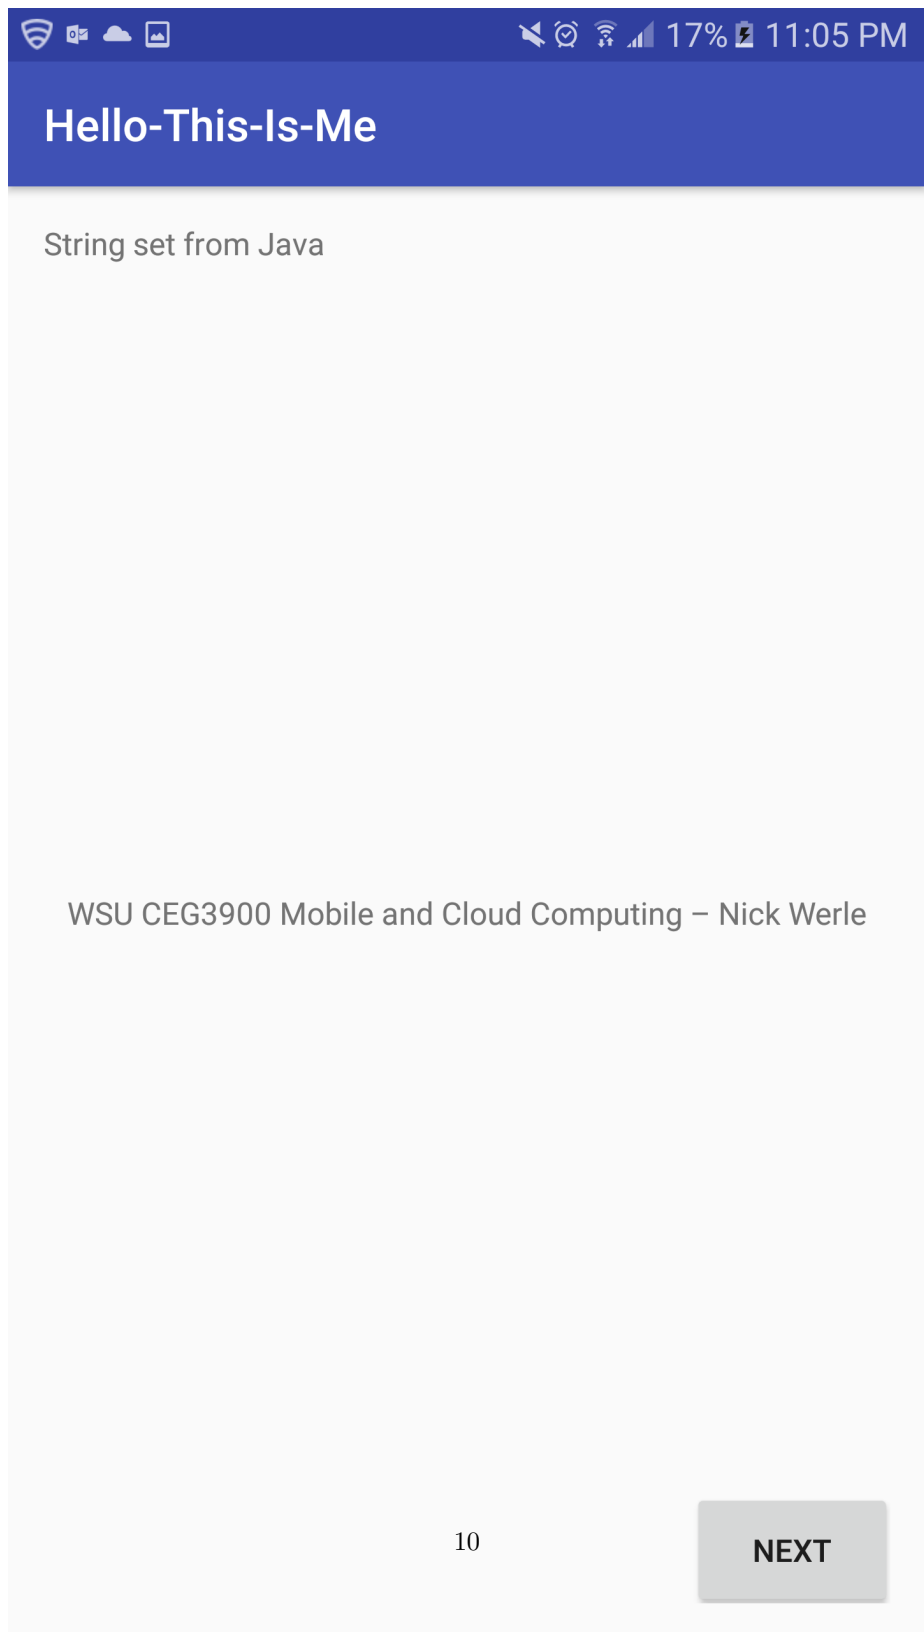 17% 11:05 PM
Hello-This-Is-Me
String set from Java
WSU CEG3900 Mobile and Cloud Computing – Nick Werle
10
NEXT